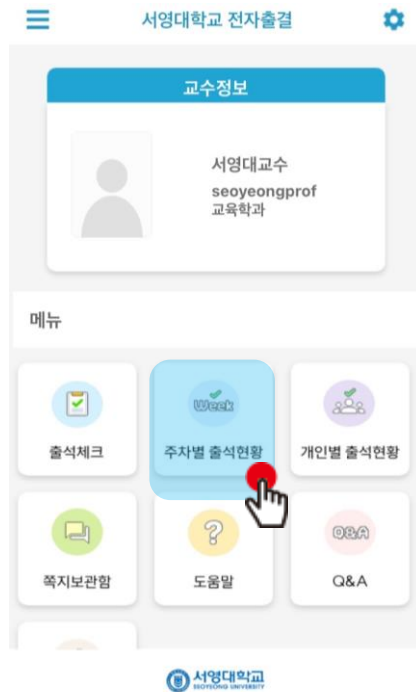 서영대학교 전자출결
교수정보
서영대교수
seoyeongprof
교육학과
메뉴
Week
출석체크
주차별 출석현황
개인별 출석현황
?
Q&A
쪽지보관함
도움말
Q&A
서영대학교
SEOYEONG UNIVERSITY